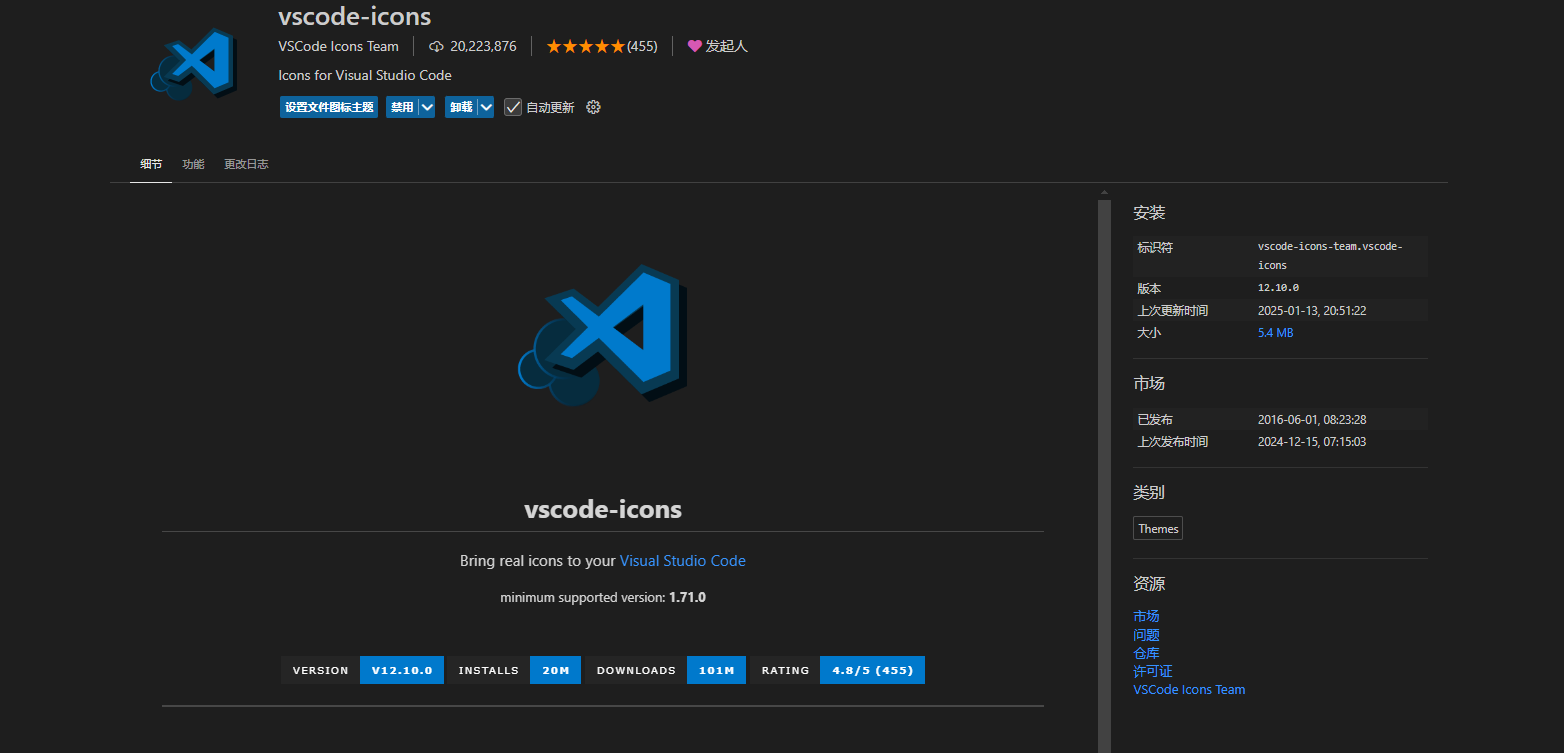 vscode-icons
VSCode Icons Team 20,223,876 (455) 发起人
Icons for Visual Studio Code
设置文件图标主题 禁用 卸载 自动更新
细节 功能 更改日志
vscode-icons
Bring real icons to your Visual Studio Code
minimum supported version: 1.71.0
VERSION V12.10.0 INSTALLS 20M DOWNLOADS 101M RATING 4.8/5 (455)
安装
标识符 vscode-icons-team.vscode-
icons
版本 12.10.0
上次更新时间 2025-01-13, 20:51:22
大小 5.4 MB
市场
已发布 2016-06-01, 08:23:28
上次发布时间 2024-12-15, 07:15:03
类别
Themes
资源
市场
问题
仓库
许可证
VSCode Icons Team